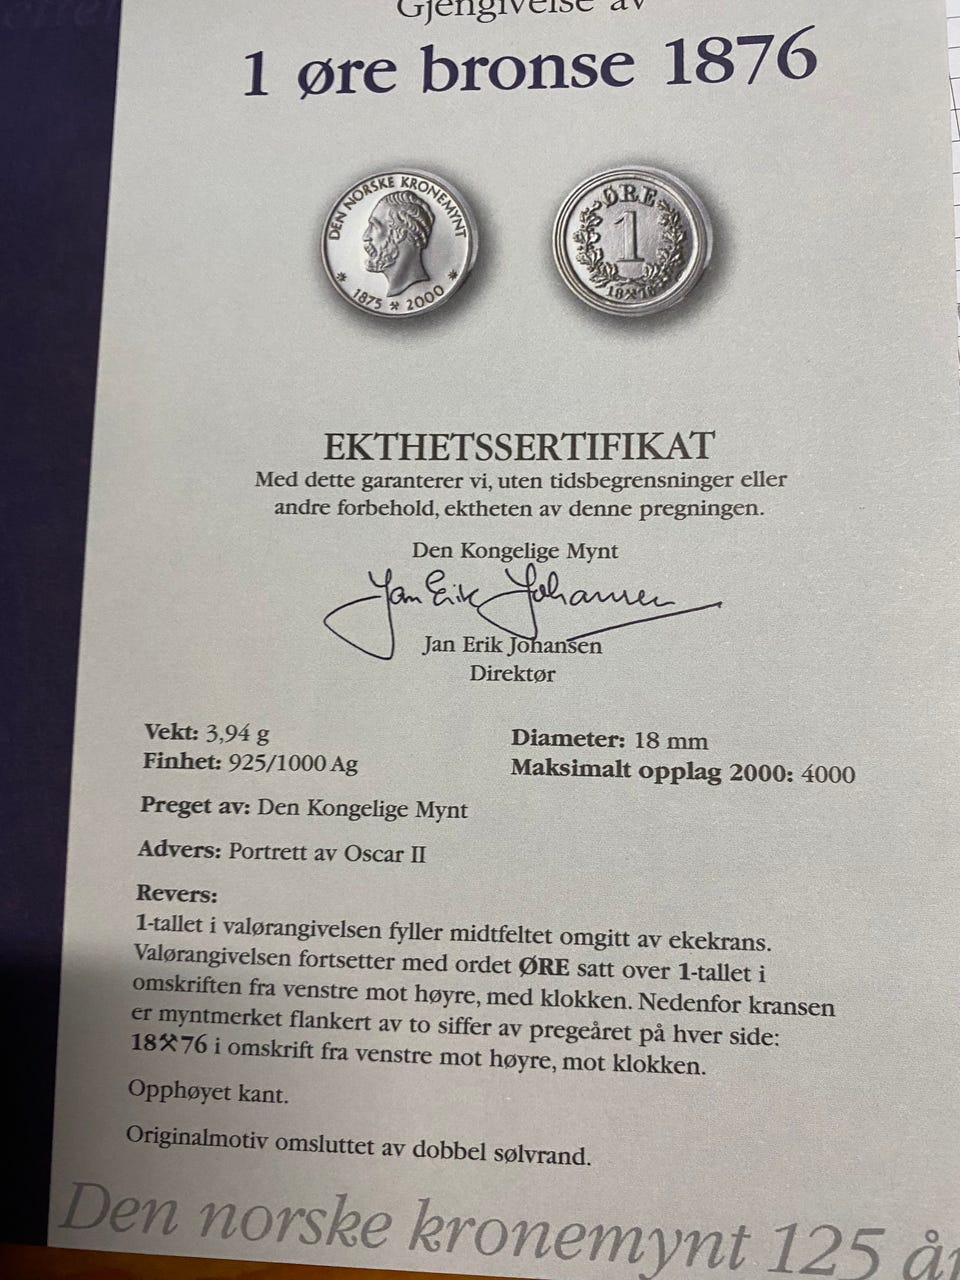 Gjengivelse av
1 øre bronse 1876
DEN NORSKE KRONEMYNT
1875 ⚒ 2000
ØRE
1
18⚒76
EKTHETSSERTIFIKAT
Med dette garanterer vi, uten tidsbegrensninger eller
andre forbehold, ektheten av denne pregningen.
Den Kongelige Mynt
Jan Erik Johansen
Jan Erik Johansen
Direktør
Vekt: 3,94 g
Finhet: 925/1000 Ag
Diameter: 18 mm
Maksimalt opplag 2000: 4000
Preget av: Den Kongelige Mynt
Advers: Portrett av Oscar II
Revers:
1-tallet i valørangivelsen fyller midtfeltet omgitt av ekekrans.
Valørangivelsen fortsetter med ordet ØRE satt over 1-tallet i
omskriften fra venstre mot høyre, med klokken. Nedenfor kransen
er myntmerket flankert av to siffer av pregeåret på hver side:
18⚒76 i omskrift fra venstre mot høyre, mot klokken.
Opphøyet kant.
Originalmotiv omsluttet av dobbel sølvrand.
Den norske kronemynt 125 år